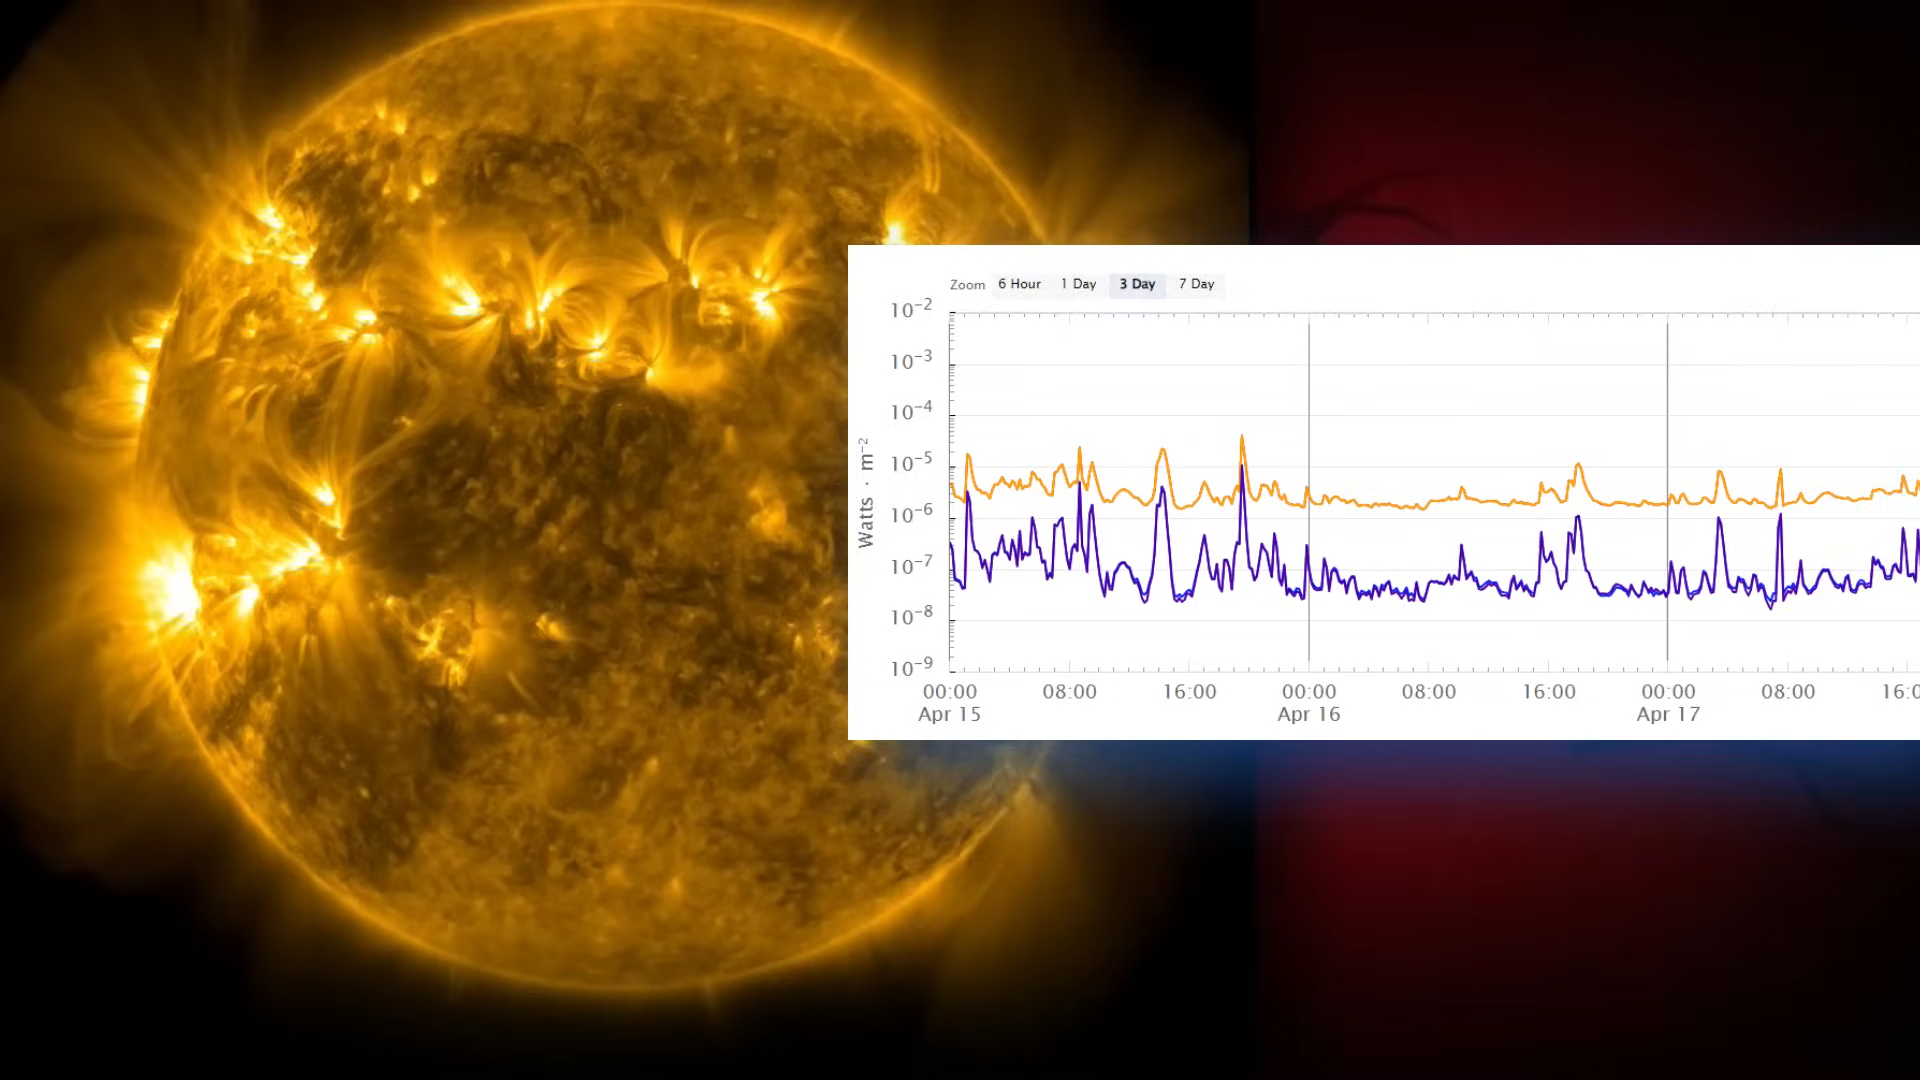 Zoom 6 Hour 1 Day 3 Day 7 Day
10⁻²
10⁻³
10⁻⁴
10⁻⁵
10⁻⁶
10⁻⁷
10⁻⁸
10⁻⁹
Watts · m⁻²
00:00 08:00 16:00 00:00 08:00 16:00 00:00 08:00 16:0
Apr 15 Apr 16 Apr 17